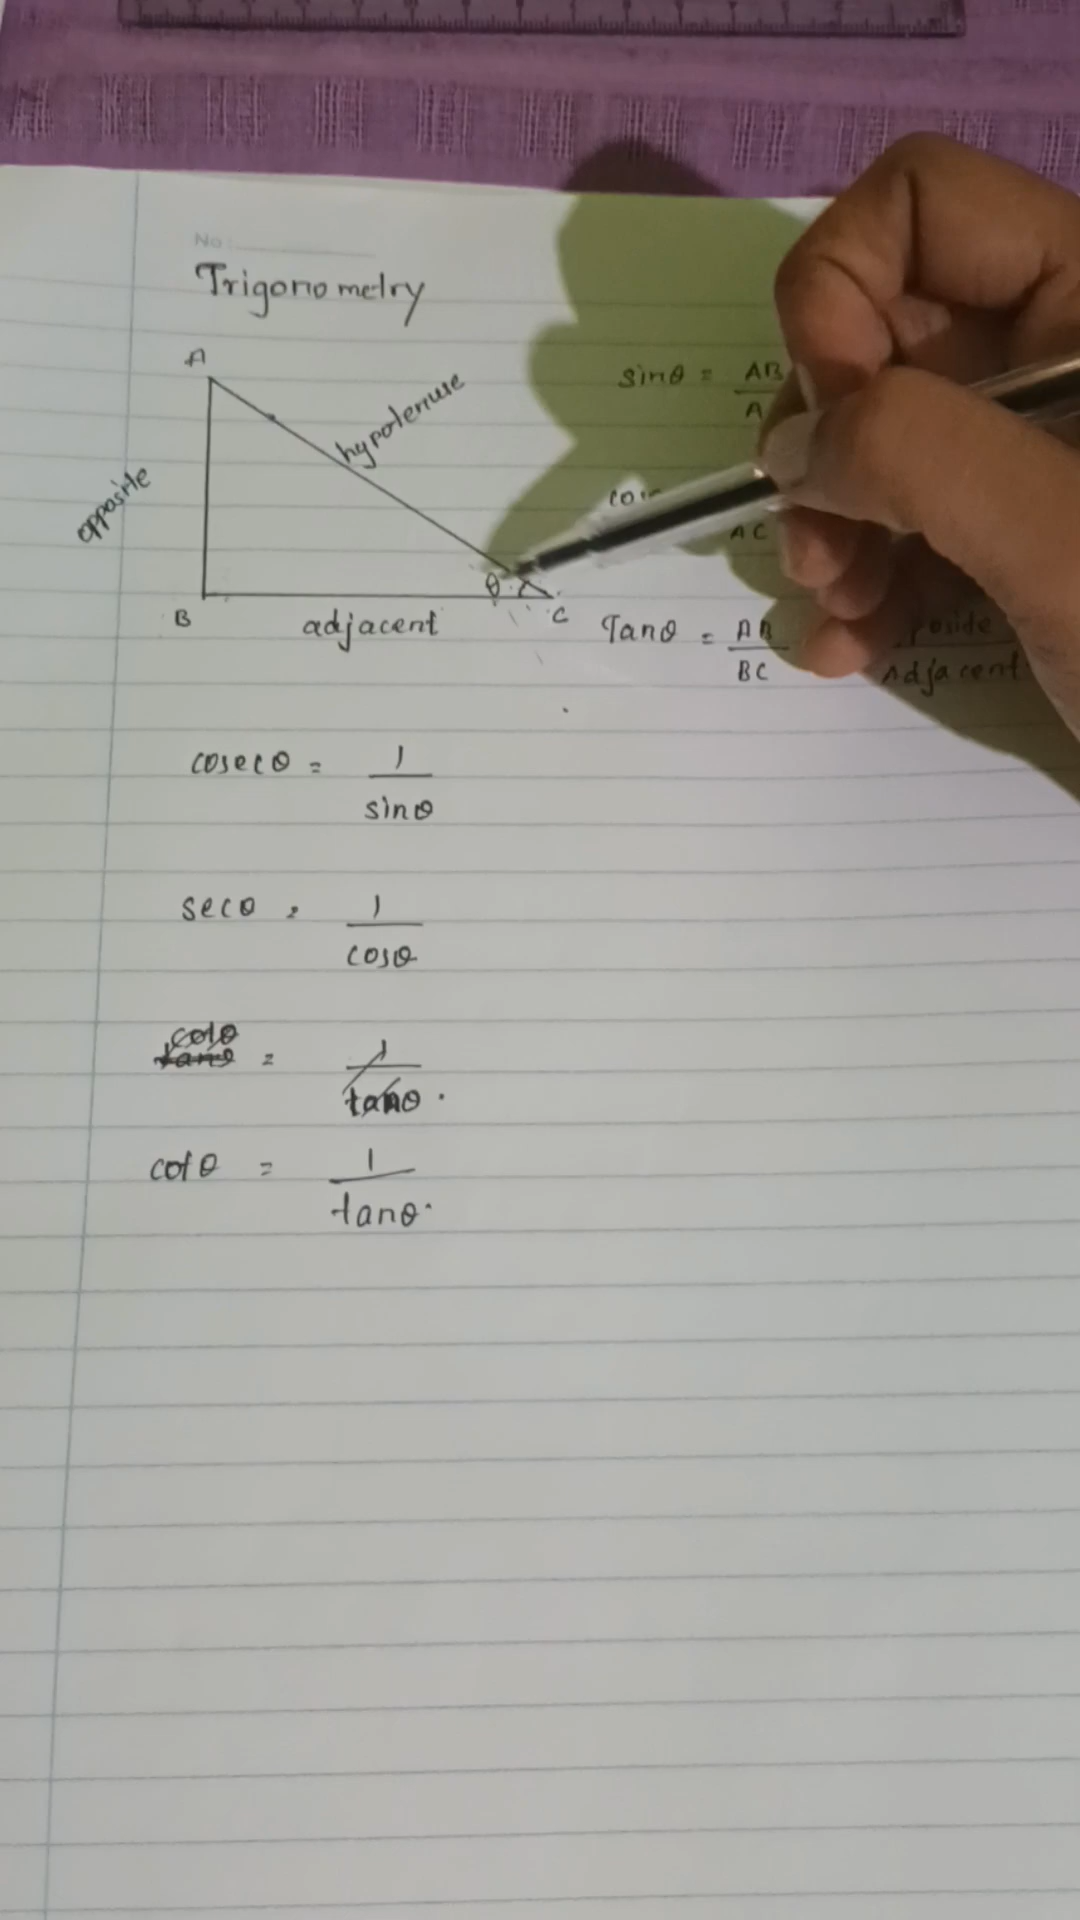 No:
Trigonometry
A
hypotenuse
opposite
sinθ = AB
A
AC
θ
B
adjacent
C
Tanθ = AB
BC
Adjacent
cosecθ = 1
sinθ
secθ = 1
cosθ
cotθ
tanθ = 1
tanθ.
cotθ = 1
tanθ.